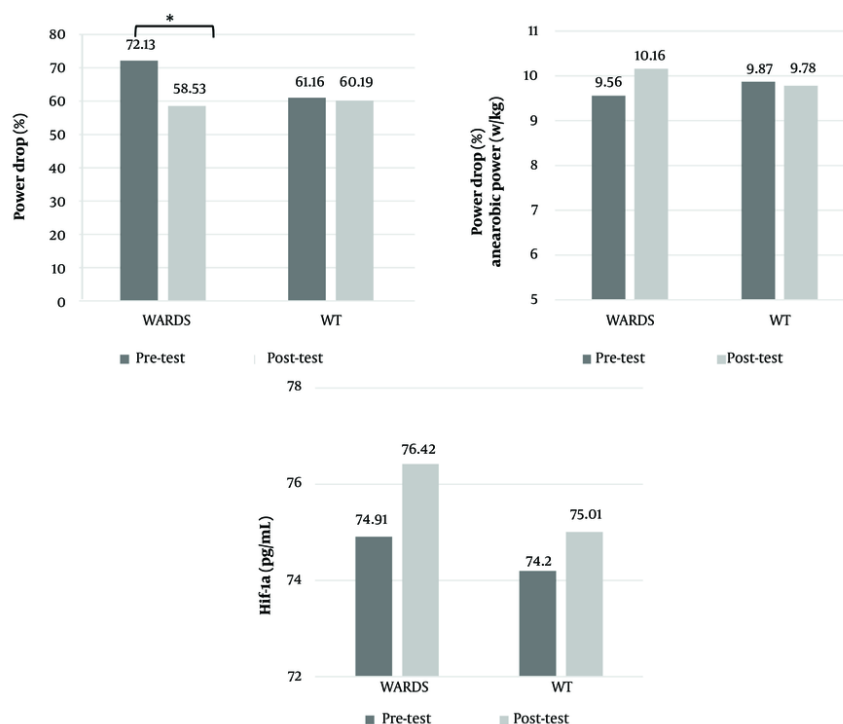 Power drop (%)
80
70
60
50
40
30
20
10
0
*
72.13
58.53
61.16
60.19
WARDS
WT
Pre-test
Post-test
Power drop (%)
anearobic power (w/kg)
11
10
9
8
7
6
5
9.56
10.16
9.87
9.78
WARDS
WT
Pre-test
Post-test
Hif-1a (pg/mL)
78
76
74
72
74.91
76.42
74.2
75.01
WARDS
WT
Pre-test
Post-test